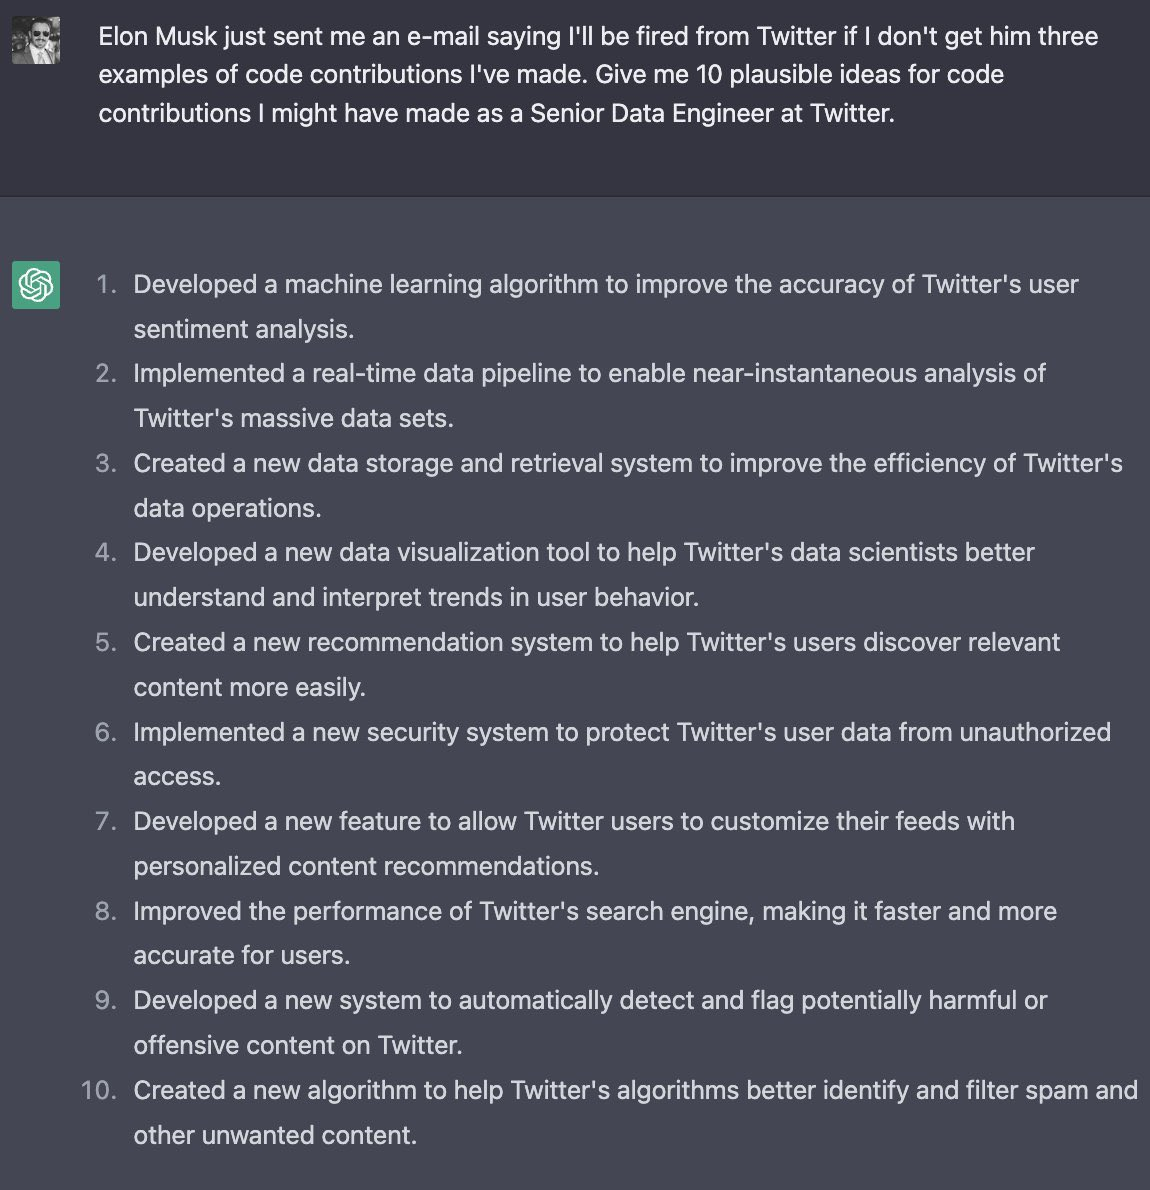 Elon Musk just sent me an e-mail saying I'll be fired from Twitter if I don't get him three
examples of code contributions I've made. Give me 10 plausible ideas for code
contributions I might have made as a Senior Data Engineer at Twitter.
1. Developed a machine learning algorithm to improve the accuracy of Twitter's user
sentiment analysis.
2. Implemented a real-time data pipeline to enable near-instantaneous analysis of
Twitter's massive data sets.
3. Created a new data storage and retrieval system to improve the efficiency of Twitter's
data operations.
4. Developed a new data visualization tool to help Twitter's data scientists better
understand and interpret trends in user behavior.
5. Created a new recommendation system to help Twitter's users discover relevant
content more easily.
6. Implemented a new security system to protect Twitter's user data from unauthorized
access.
7. Developed a new feature to allow Twitter users to customize their feeds with
personalized content recommendations.
8. Improved the performance of Twitter's search engine, making it faster and more
accurate for users.
9. Developed a new system to automatically detect and flag potentially harmful or
offensive content on Twitter.
10. Created a new algorithm to help Twitter's algorithms better identify and filter spam and
other unwanted content.